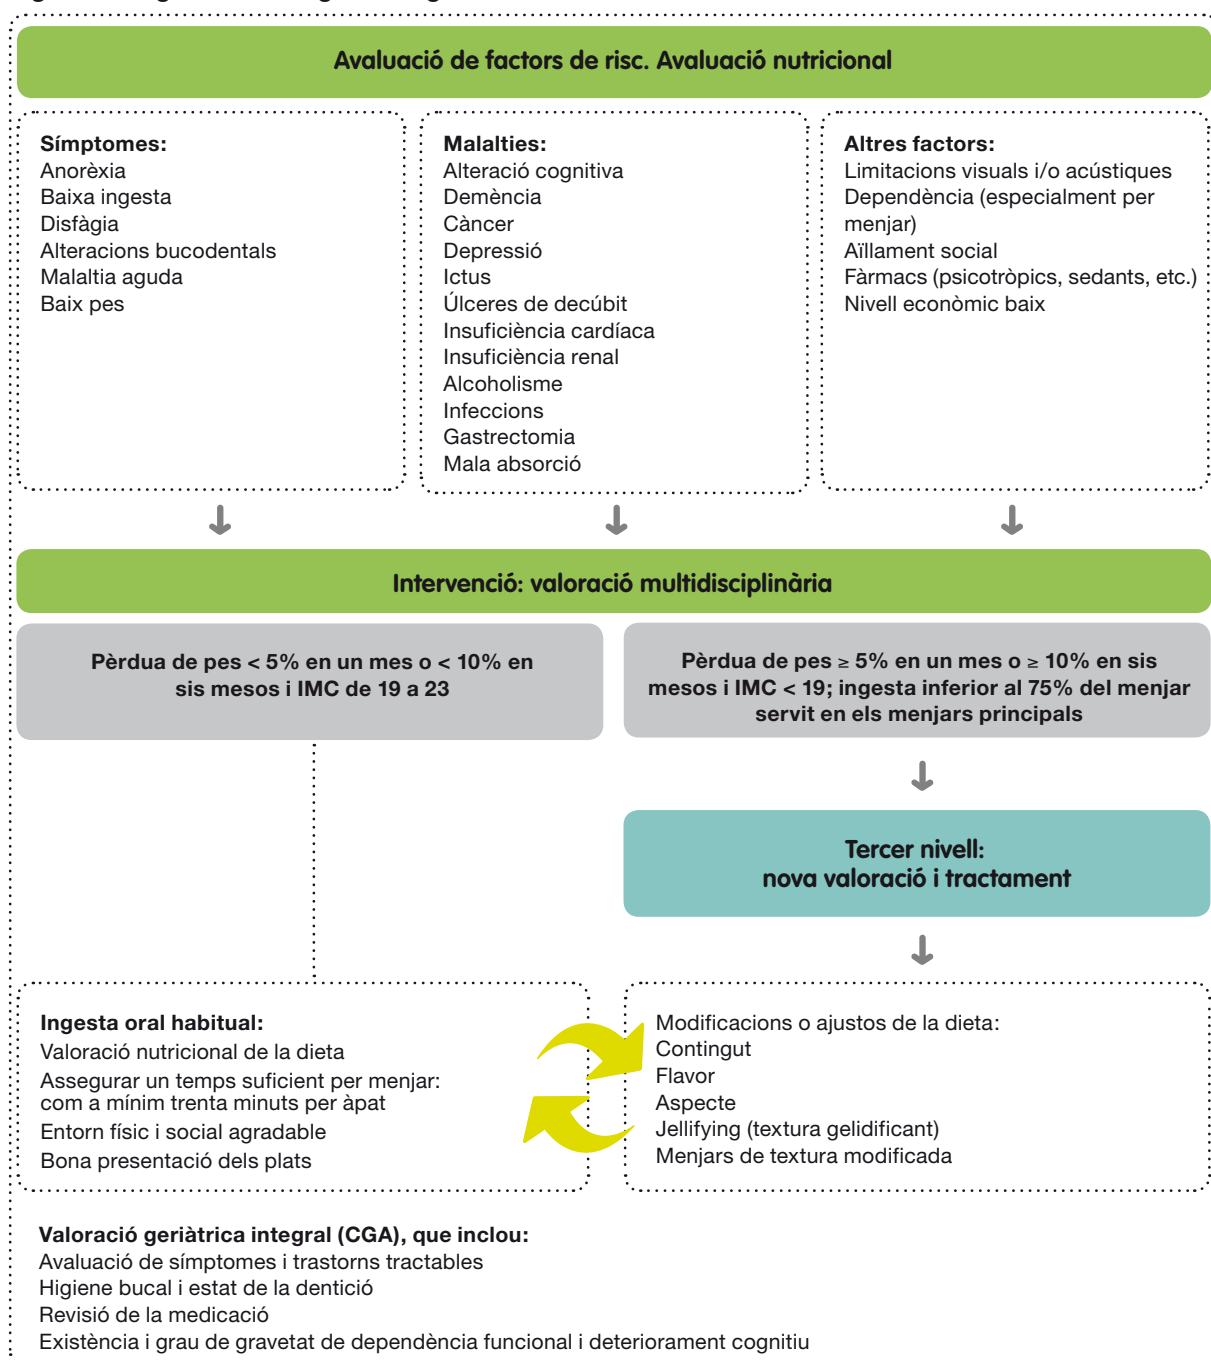 Avaluació de factors de risc. Avaluació nutricional
Símptomes:
Anorèxia
Baixa ingesta
Disfàgia
Alteracions bucodentals
Malaltia aguda
Baix pes
Malalties:
Alteració cognitiva
Demència
Càncer
Depressió
Ictus
Úlceres de decúbit
Insuficiència cardíaca
Insuficiència renal
Alcoholisme
Infeccions
Gastrectomia
Mala absorció
Altres factors:
Limitacions visuals i/o acústiques
Dependència (especialment per
menjar)
Aïllament social
Fàrmacs (psicotròpics, sedants, etc.)
Nivell econòmic baix
Intervenció: valoració multidisciplinària
Pèrdua de pes < 5% en un mes o < 10% en
sis mesos i IMC de 19 a 23
Pèrdua de pes ≥ 5% en un mes o ≥ 10% en sis
mesos i IMC < 19; ingesta inferior al 75% del menjar
servit en els menjars principals
Tercer nivell:
nova valoració i tractament
Ingesta oral habitual:
Valoració nutricional de la dieta
Assegurar un temps suficient per menjar:
com a mínim trenta minuts per àpat
Entorn físic i social agradable
Bona presentació dels plats
Modificacions o ajustos de la dieta:
Contingut
Flavor
Aspecte
Jellifying (textura gelidificant)
Menjars de textura modificada
Valoració geriàtrica integral (CGA), que inclou:
Avaluació de símptomes i trastorns tractables
Higiene bucal i estat de la dentició
Revisió de la medicació
Existència i grau de gravetat de dependència funcional i deteriorament cognitiu